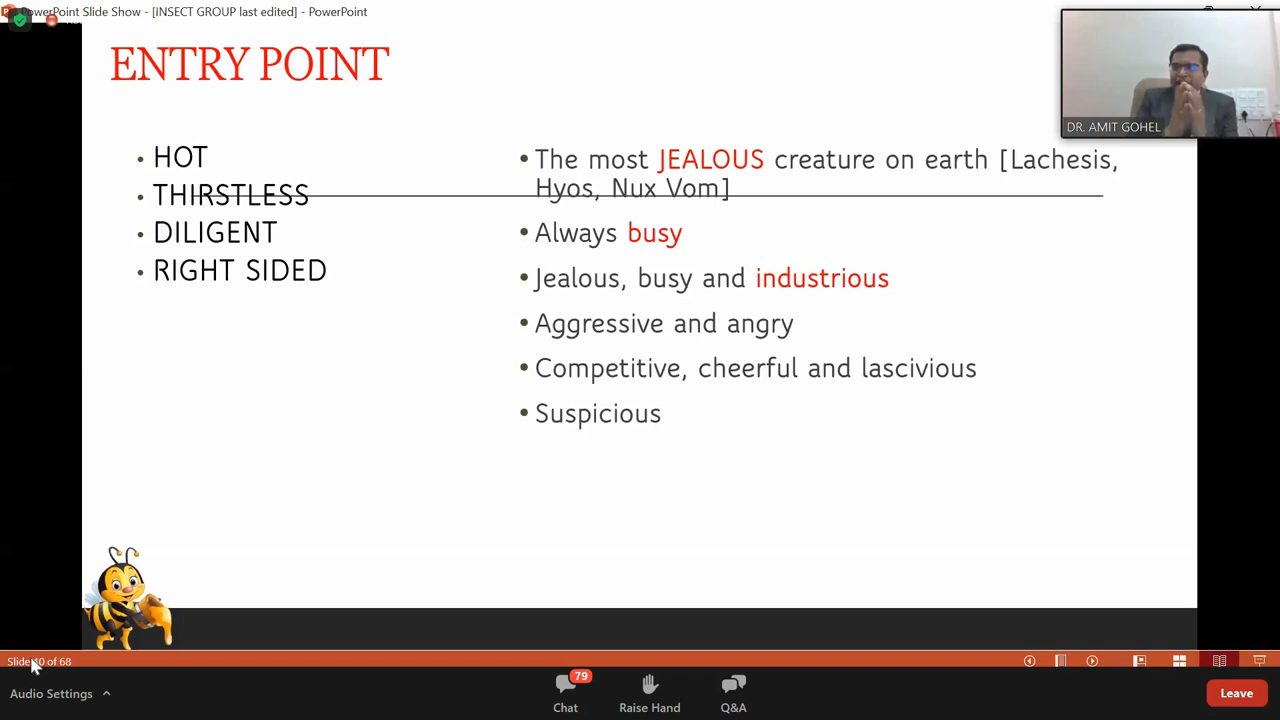 PowerPoint Slide Show - [INSECT GROUP last edited] - PowerPoint
ENTRY POINT
• HOT
• THIRSTLESS
• DILIGENT
• RIGHT SIDED
• The most JEALOUS creature on earth [Lachesis,
Hyos, Nux Vom]
• Always busy
• Jealous, busy and industrious
• Aggressive and angry
• Competitive, cheerful and lascivious
• Suspicious
DR. AMIT GOHEL
Slide of 68
Audio Settings
79
Chat
Raise Hand
Q&A
Leave